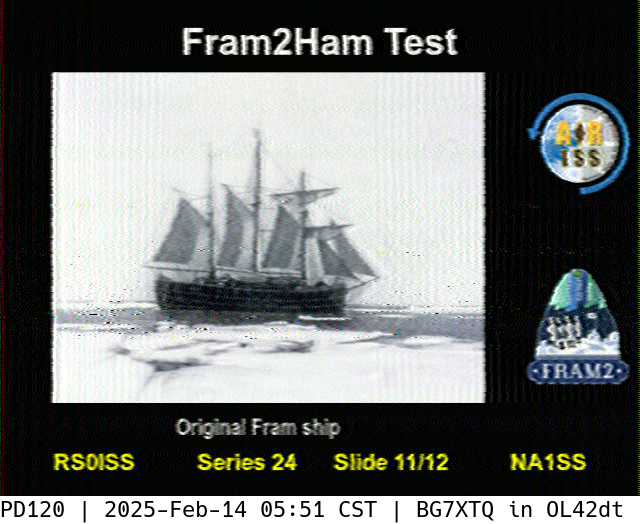 Fram2Ham Test
ARISS
FRAM2
Original Fram ship
RS0ISS Series 24 Slide 11/12 NA1SS
PD120 | 2025-Feb-14 05:51 CST | BG7XTQ in OL42dt